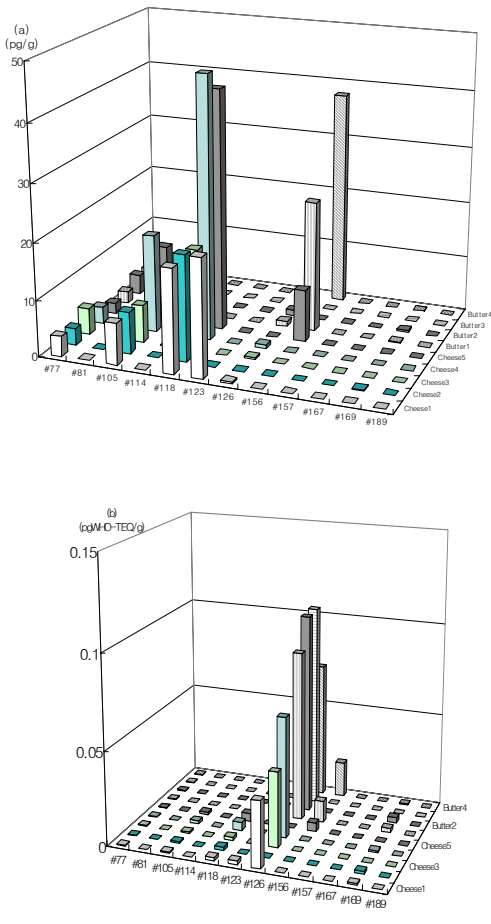 (a)
(pg/g)
50
40
30
20
10
0
#77
#81
#105
#114
#118
#123
#126
#156
#157
#167
#169
#189
Butter4
Butter3
Butter2
Butter1
Cheese5
Cheese4
Cheese3
Cheese2
Cheese1
(b)
(pgWHO-TEQ/g)
0.15
0.1
0.05
0
#77
#81
#105
#114
#118
#123
#126
#156
#157
#167
#169
#189
Butter4
Butter2
Cheese5
Cheese3
Cheese1